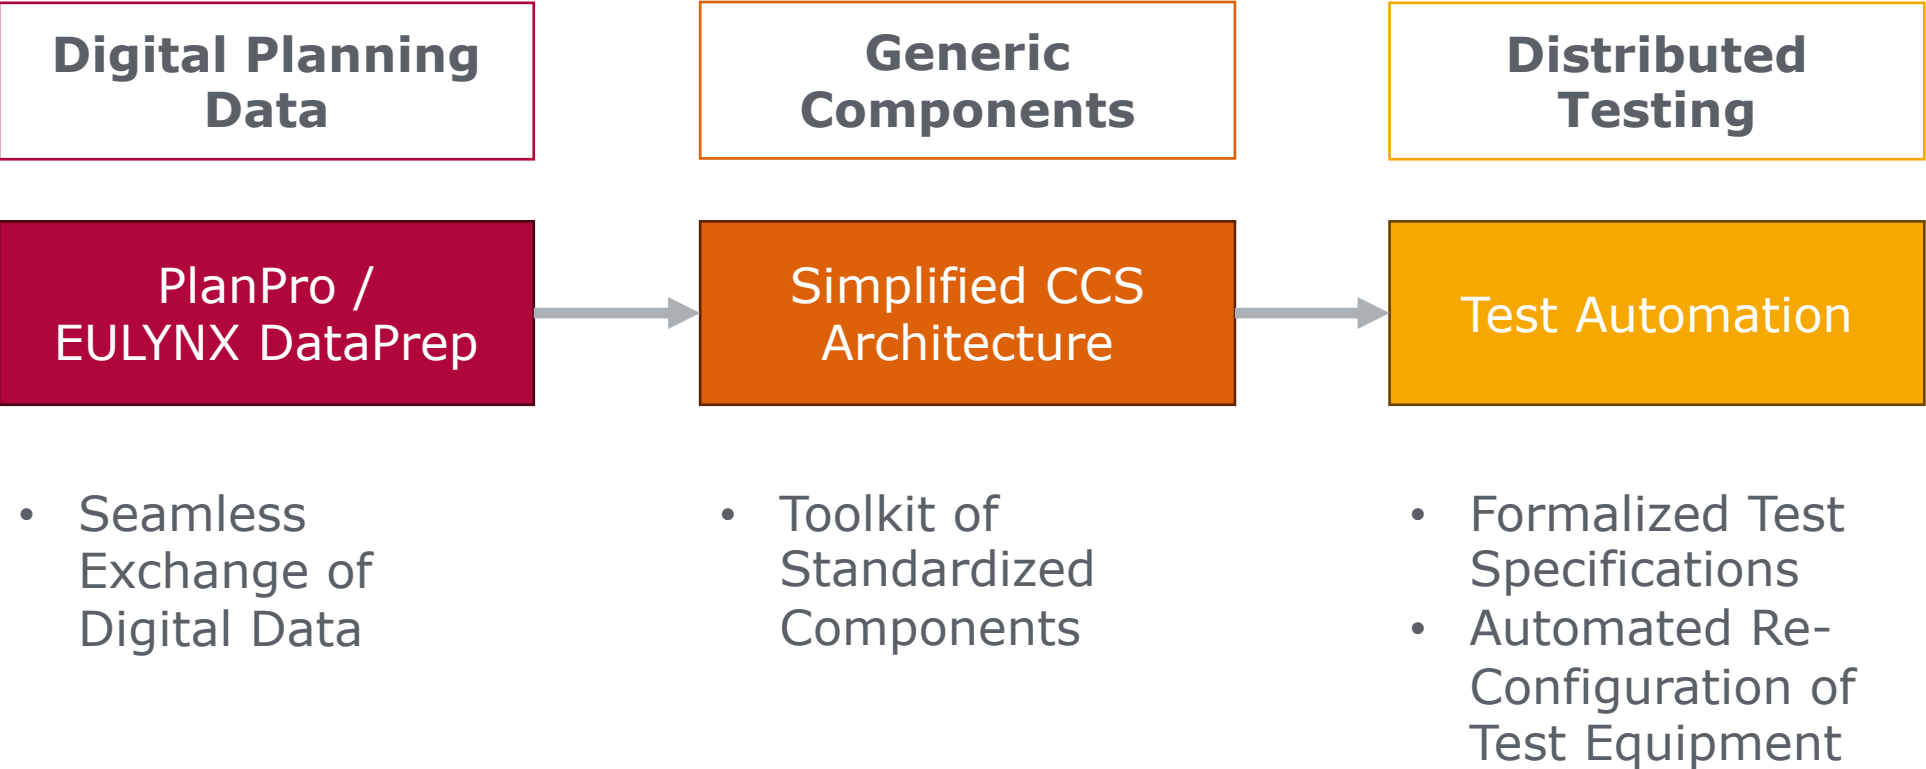 Digital Planning
Data
Generic
Components
Distributed
Testing
PlanPro /
EULYNX DataPrep
Simplified CCS
Architecture
Test Automation
• Seamless
Exchange of
Digital Data
• Toolkit of
Standardized
Components
• Formalized Test
Specifications
• Automated Re-
Configuration of
Test Equipment